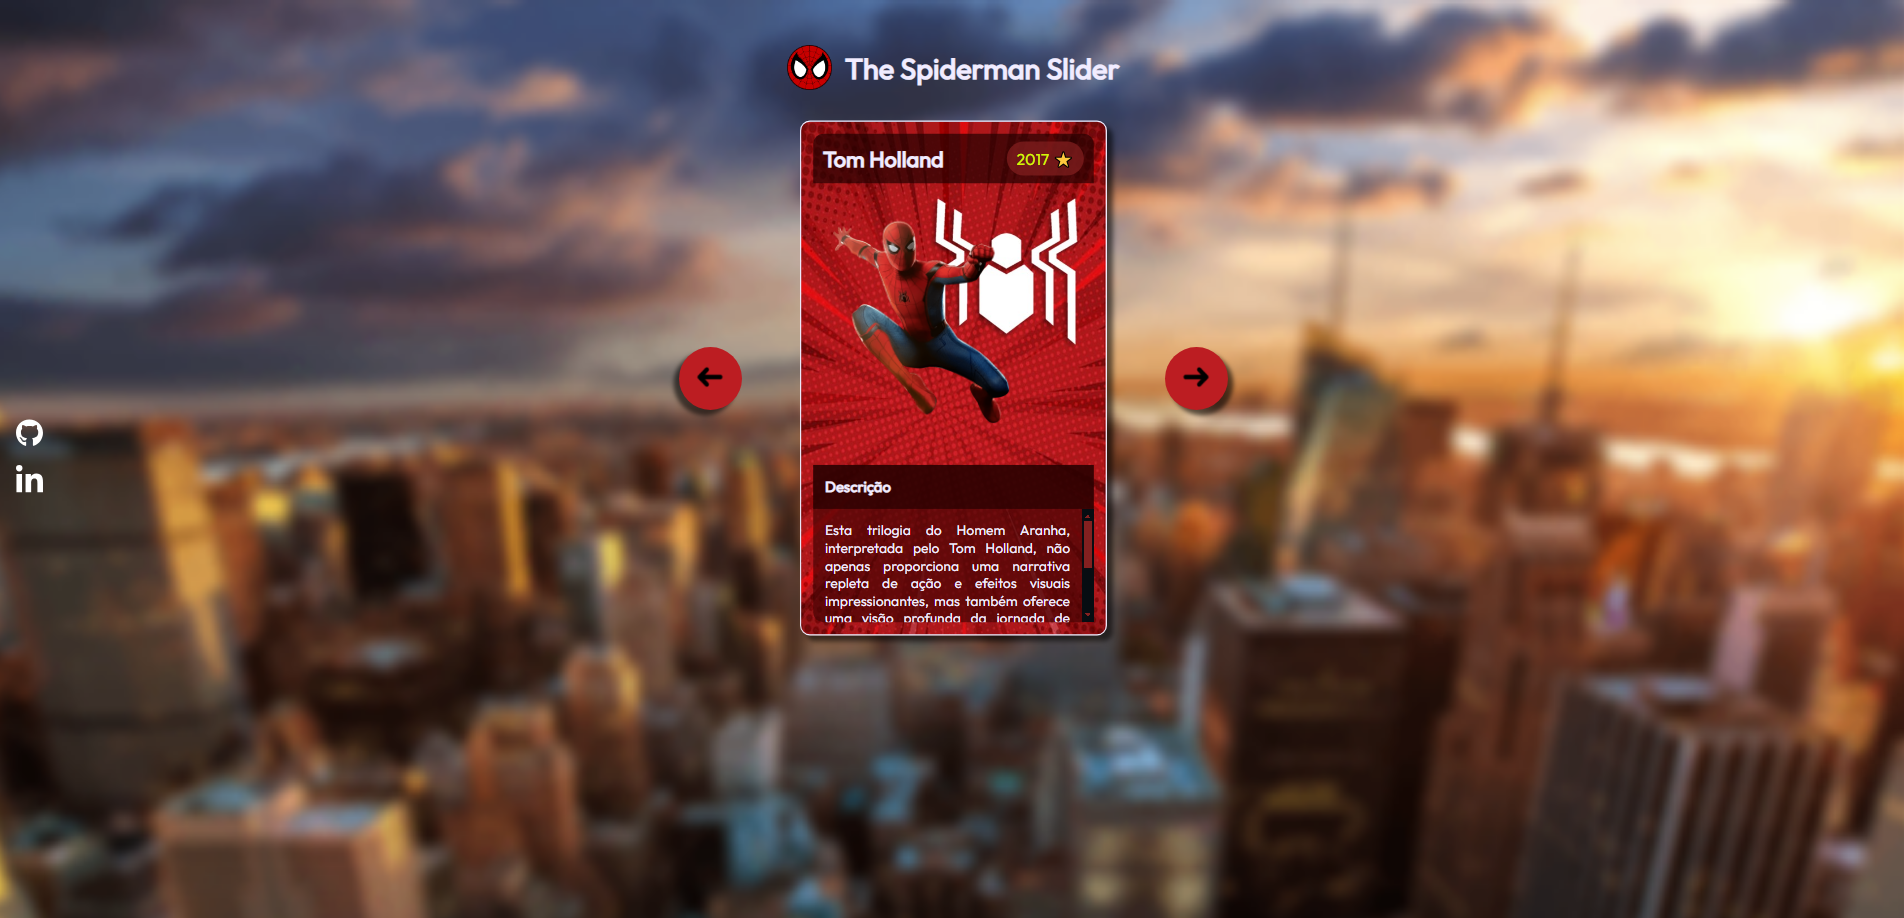 The Spiderman Slider
Tom Holland
2017
in
Descrição
Esta trilogia do Homem Aranha,
interpretada pelo Tom Holland, não
apenas proporciona uma narrativa
repleta de ação e efeitos visuais
impressionantes, mas também oferece
uma visão profunda da jornada de